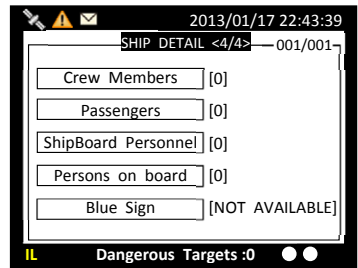 2013/01/17 22:43:39
SHIP DETAIL <4/4> 001/001
Crew Members [0]
Passengers [0]
ShipBoard Personnel [0]
Persons on board [0]
Blue Sign [NOT AVAILABLE]
IL Dangerous Targets :0